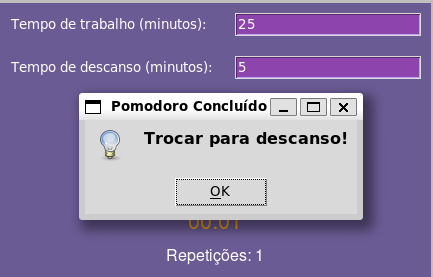 Tempo de trabalho (minutos):
25
Tempo de descanso (minutos):
5
Pomodoro Concluído
Trocar para descanso!
OK
00:01
Repetições: 1